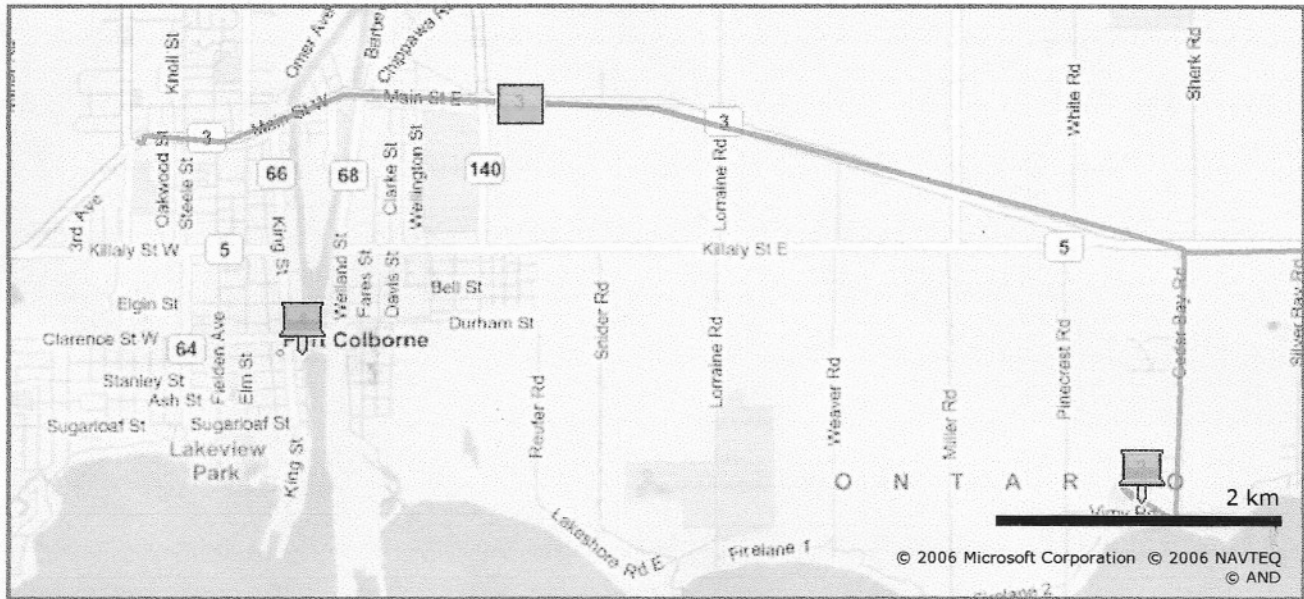 Knoll St
Omer Ave
Chippawa Rd
Sherk Rd
White Rd
Main St W
Main St E
3
3
3
Oakwood St
Steele St
66
68
Clarke St
Wellington St
140
Lorraine Rd
3rd Ave
Killaly St W
5
King St
Welland St
Fares St
Davis St
Killaly St E
5
Bell St
Snider Rd
Cedar Bay Rd
Silver Bay Rd
Elgin St
Clarence St W
64
Fielden Ave
Elm St
Colborne
Durham St
Lorraine Rd
Pinecrest Rd
Stanley St
Ash St
Sugarloaf St
Sugarloaf St
Reuter Rd
Weaver Rd
Miller Rd
Lakeview
Park
King St
ONTARIO
Vimy Rd
2 km
Lakeshore Rd E
Firelane 1
Firelane 2
© 2006 Microsoft Corporation © 2006 NAVTEQ
© AND